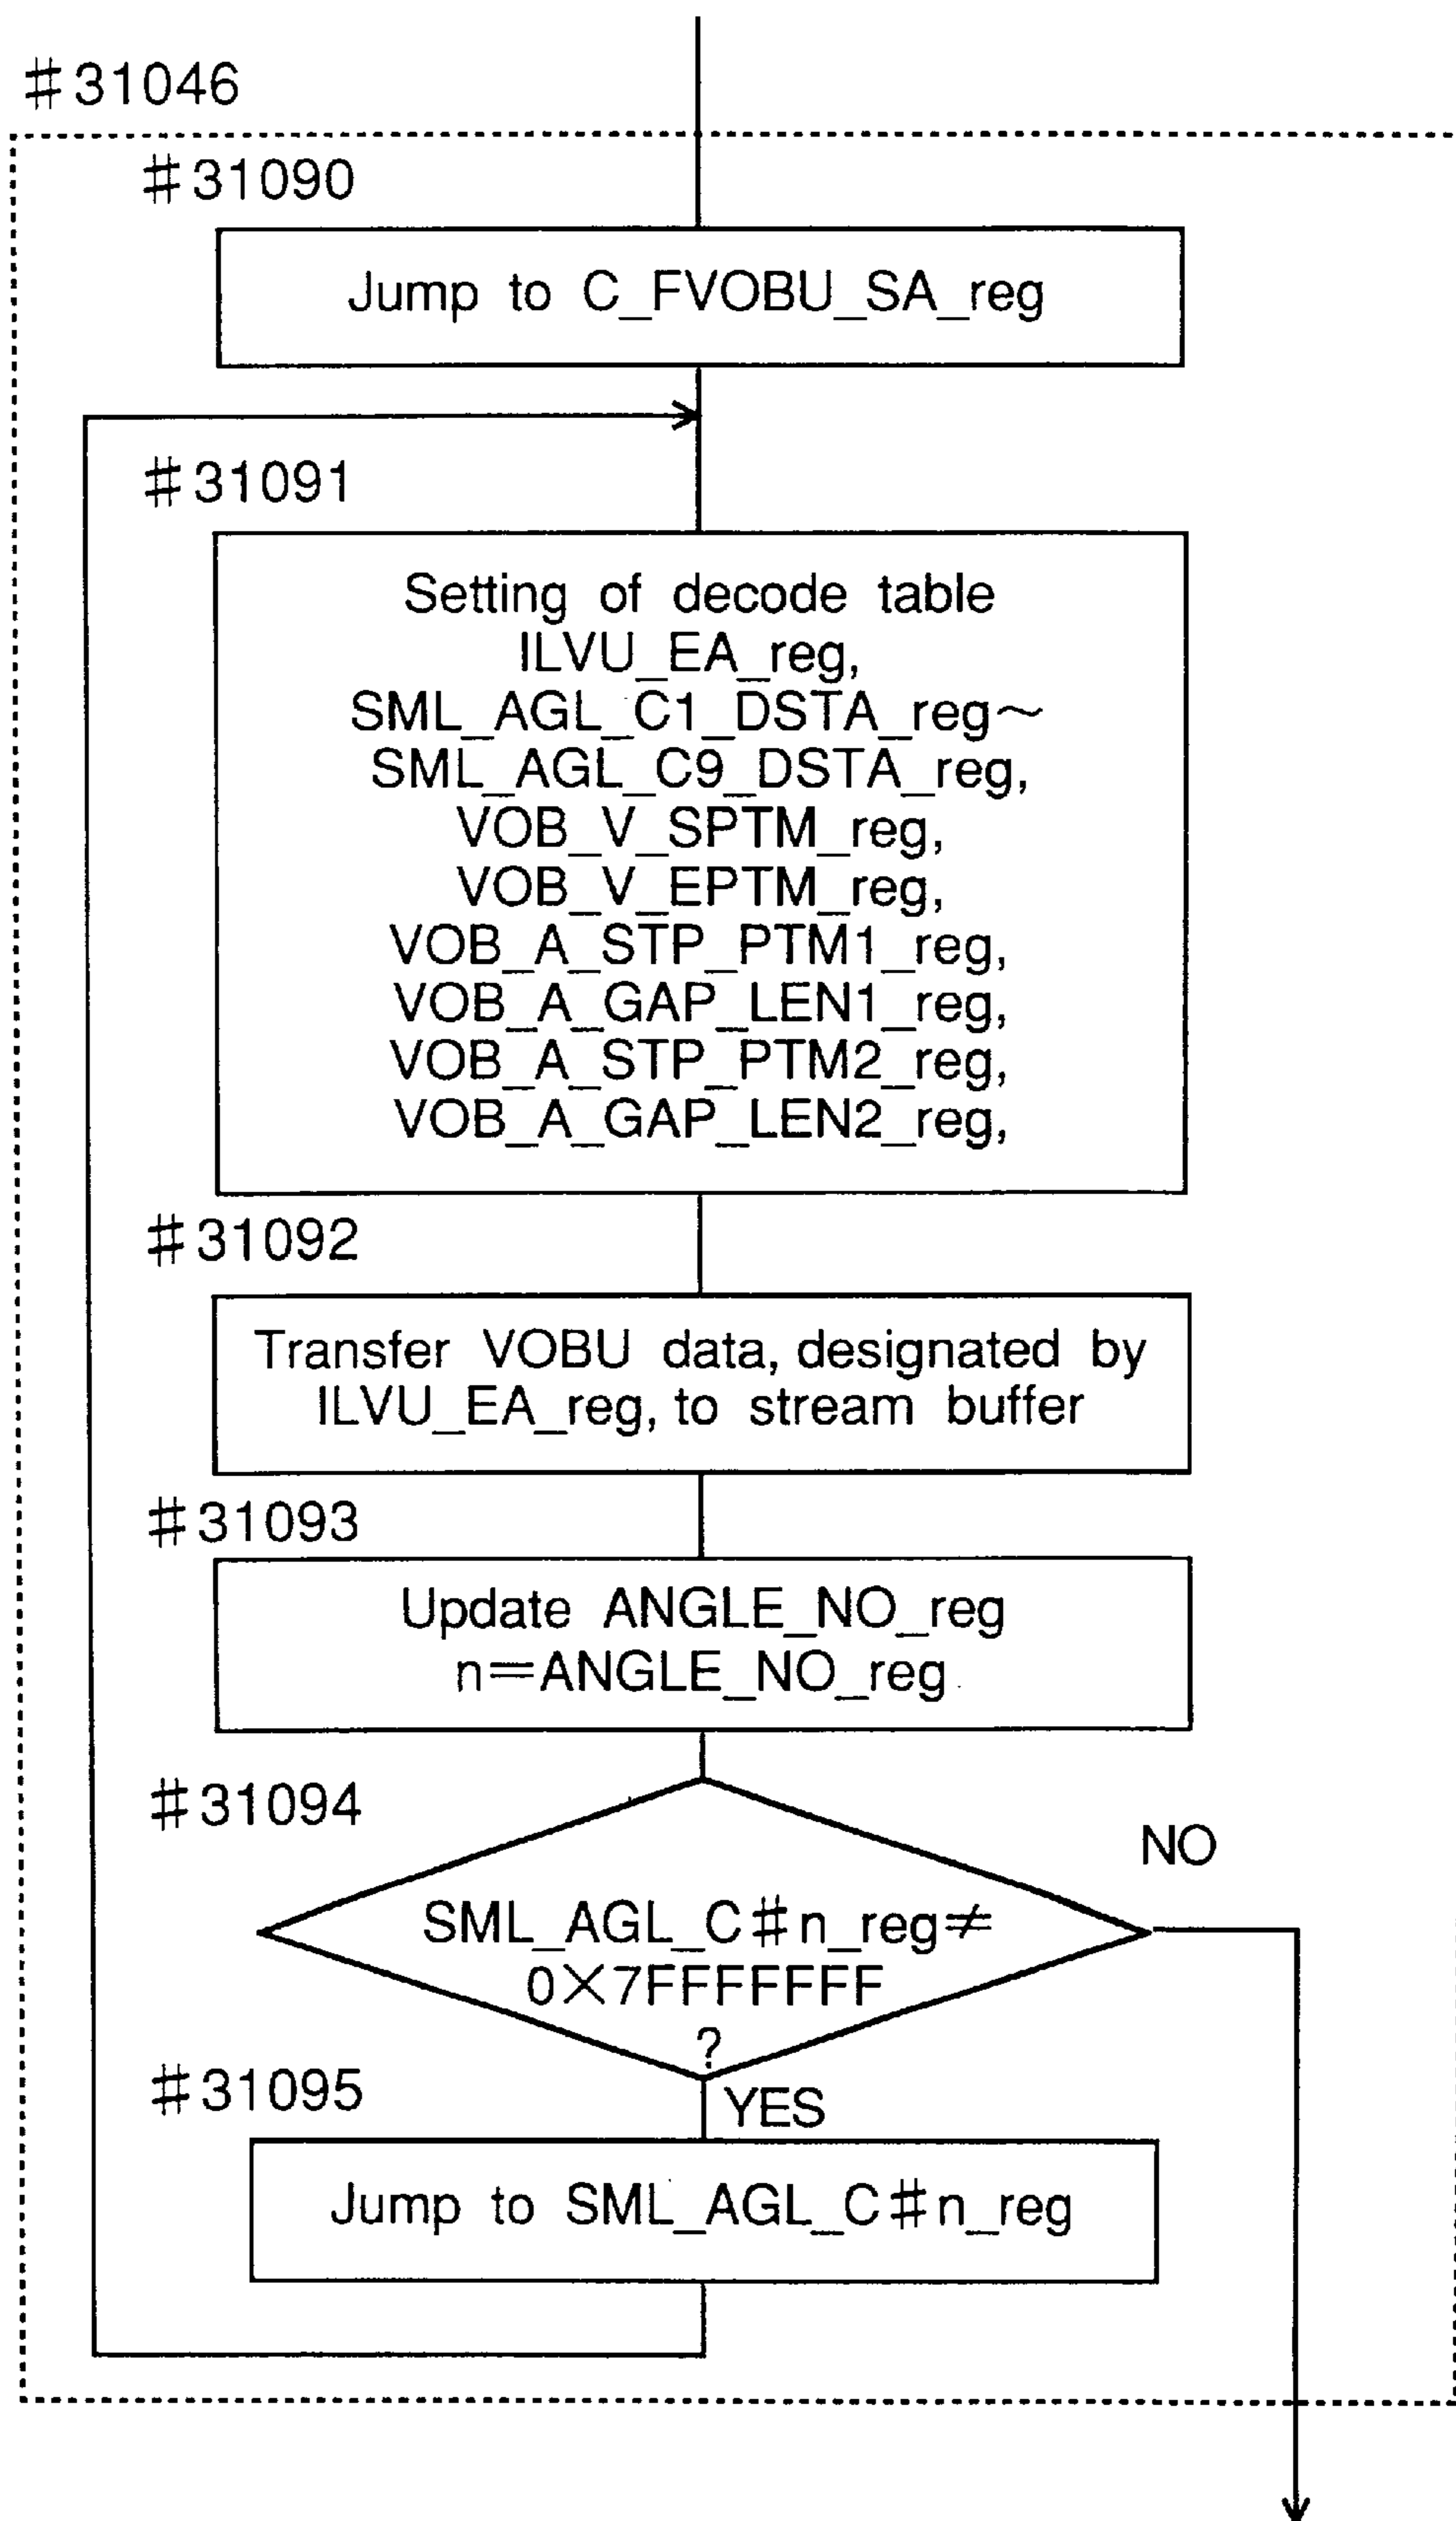 #31046
#31090
Jump to C_FVOBU_SA_reg
#31091
Setting of decode table
ILVU_EA_reg,
SML_AGL_C1_DSTA_reg~
SML_AGL_C9_DSTA_reg,
VOB_V_SPTM_reg,
VOB_V_EPTM_reg,
VOB_A_STP_PTM1_reg,
VOB_A_GAP_LEN1_reg,
VOB_A_STP_PTM2_reg,
VOB_A_GAP_LEN2_reg,
#31092
Transfer VOBU data, designated by
ILVU_EA_reg, to stream buffer
#31093
Update ANGLE_NO_reg
n=ANGLE_NO_reg
#31094
NO
SML_AGL_C#n_reg≠
0×7FFFFFFF
?
#31095
YES
Jump to SML_AGL_C#n_reg